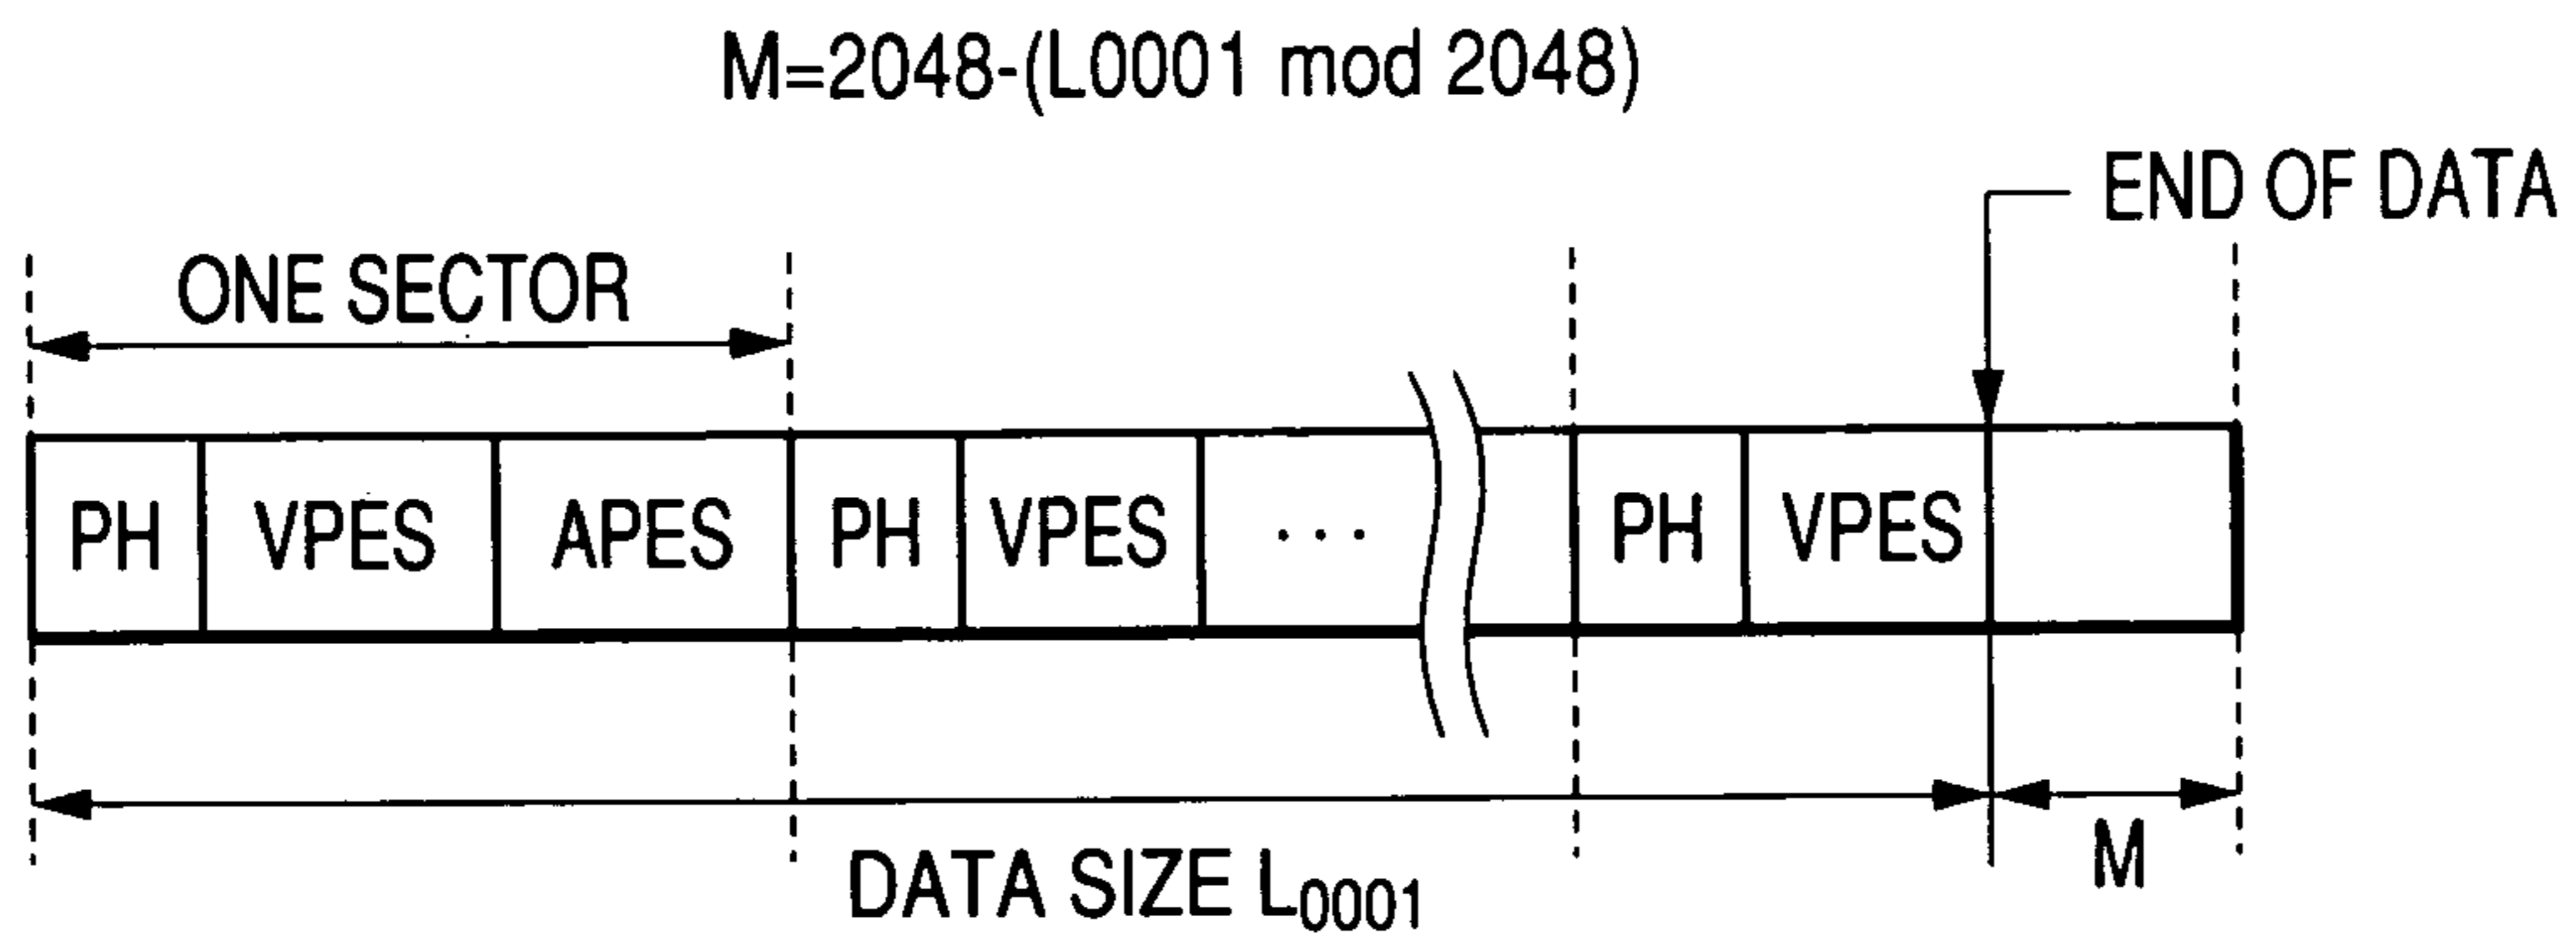 M=2048-(L0001 mod 2048)
END OF DATA
ONE SECTOR
PH VPES APES PH VPES ... PH VPES
DATA SIZE L0001
M